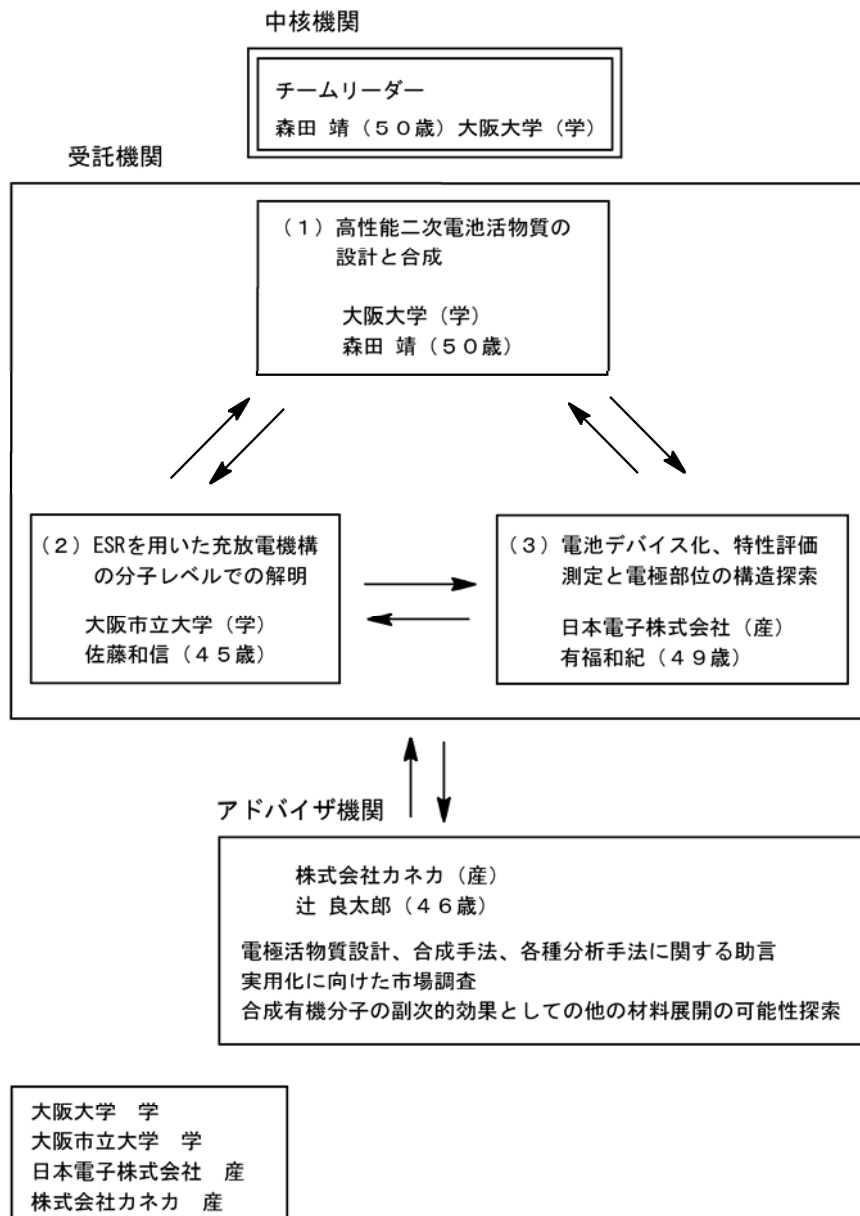 中核機関
チームリーダー
森田 靖（５０歳）大阪大学（学）
受託機関
（１）高性能二次電池活物質の
設計と合成
大阪大学（学）
森田 靖（５０歳）
（２）ESRを用いた充放電機構
の分子レベルでの解明
大阪市立大学（学）
佐藤和信（４５歳）
（３）電池デバイス化、特性評価
測定と電極部位の構造探索
日本電子株式会社（産）
有福和紀（４９歳）
アドバイザ機関
株式会社カネカ（産）
辻 良太郎（４６歳）
電極活物質設計、合成手法、各種分析手法に関する助言
実用化に向けた市場調査
合成有機分子の副次的効果としての他の材料展開の可能性探索
大阪大学　学
大阪市立大学　学
日本電子株式会社　産
株式会社カネカ　産